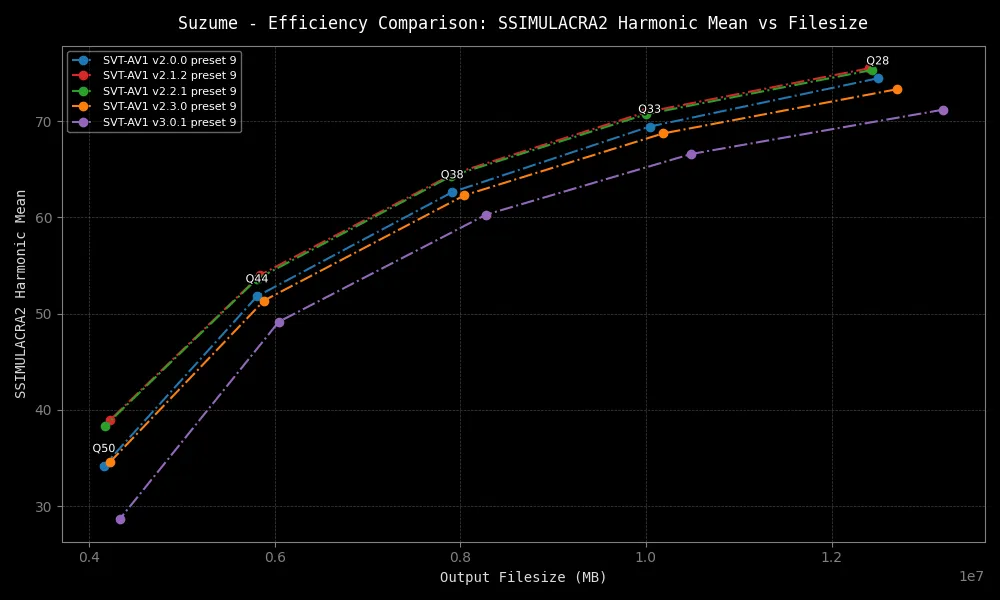 Suzume - Efficiency Comparison: SSIMULACRA2 Harmonic Mean vs Filesize
SVT-AV1 v2.0.0 preset 9
SVT-AV1 v2.1.2 preset 9
SVT-AV1 v2.2.1 preset 9
SVT-AV1 v2.3.0 preset 9
SVT-AV1 v3.0.1 preset 9
Q28
Q33
Q38
Q44
Q50
SSIMULACRA2 Harmonic Mean
70
60
50
40
30
0.4
0.6
0.8
1.0
1.2
1e7
Output Filesize (MB)